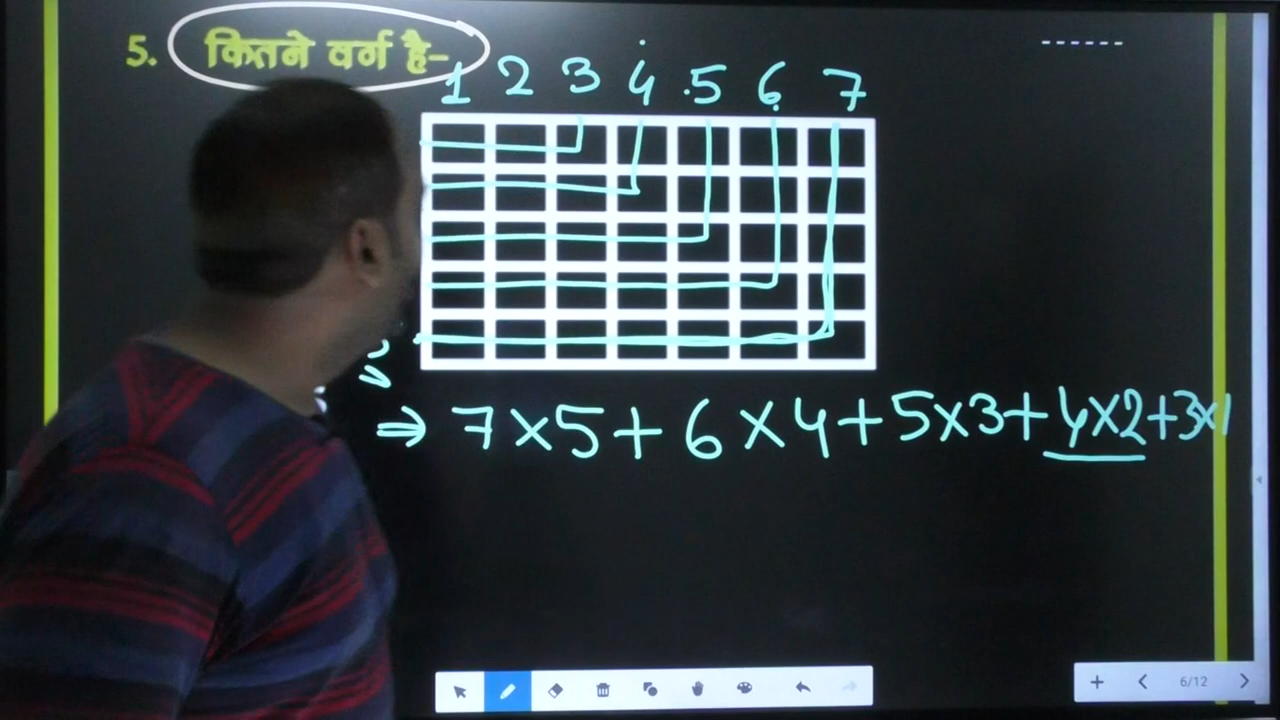 5. कितने वर्ग है-
------
1 2 3 4 5 6 7
5
⇒ 7×5+6×4+5×3+4×2+3×1
6/12